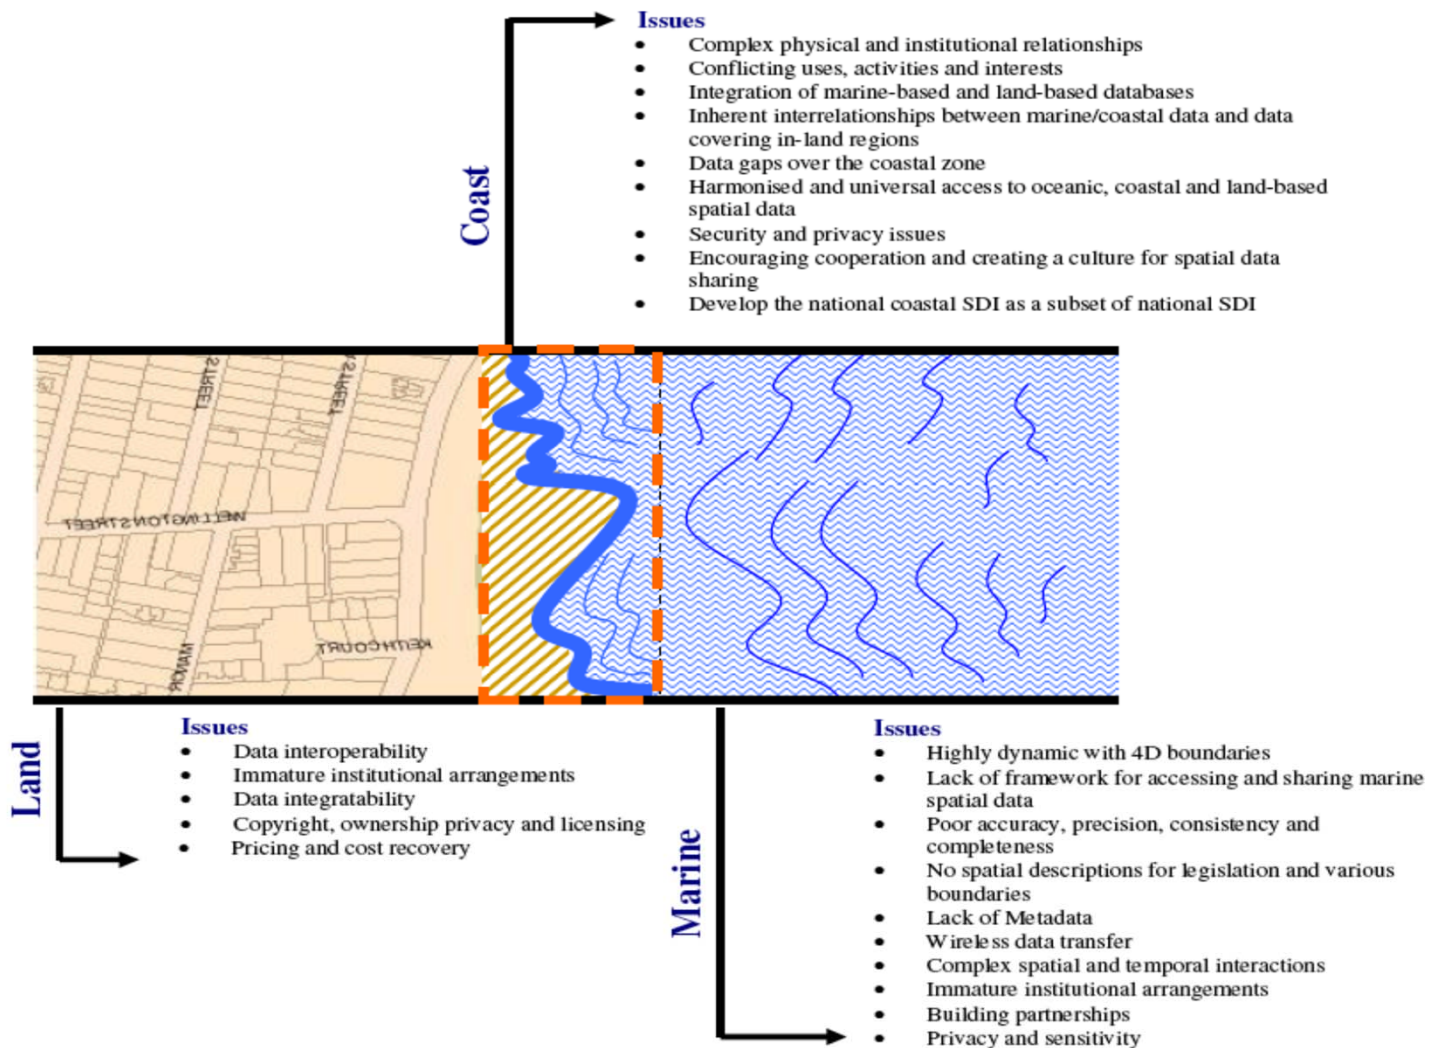 Issues
• Complex physical and institutional relationships
• Conflicting uses, activities and interests
• Integration of marine-based and land-based databases
• Inherent interrelationships between marine/coastal data and data
covering in-land regions
• Data gaps over the coastal zone
• Harmonised and universal access to oceanic, coastal and land-based
spatial data
• Security and privacy issues
• Encouraging cooperation and creating a culture for spatial data
sharing
• Develop the national coastal SDI as a subset of national SDI
Coast
STREET
STREET
WELLINGTON STREET
KEITH COURT
MANOR
Land
Issues
• Data interoperability
• Immature institutional arrangements
• Data integratability
• Copyright, ownership privacy and licensing
• Pricing and cost recovery
Marine
Issues
• Highly dynamic with 4D boundaries
• Lack of framework for accessing and sharing marine
spatial data
• Poor accuracy, precision, consistency and
completeness
• No spatial descriptions for legislation and various
boundaries
• Lack of Metadata
• Wireless data transfer
• Complex spatial and temporal interactions
• Immature institutional arrangements
• Building partnerships
• Privacy and sensitivity